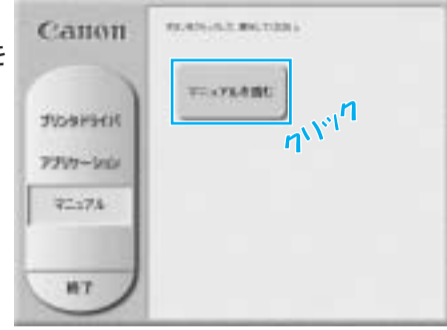 を
Canon
マニュアルを読む
クリック
プリンタドライバ
アプリケーション
マニュアル
終了